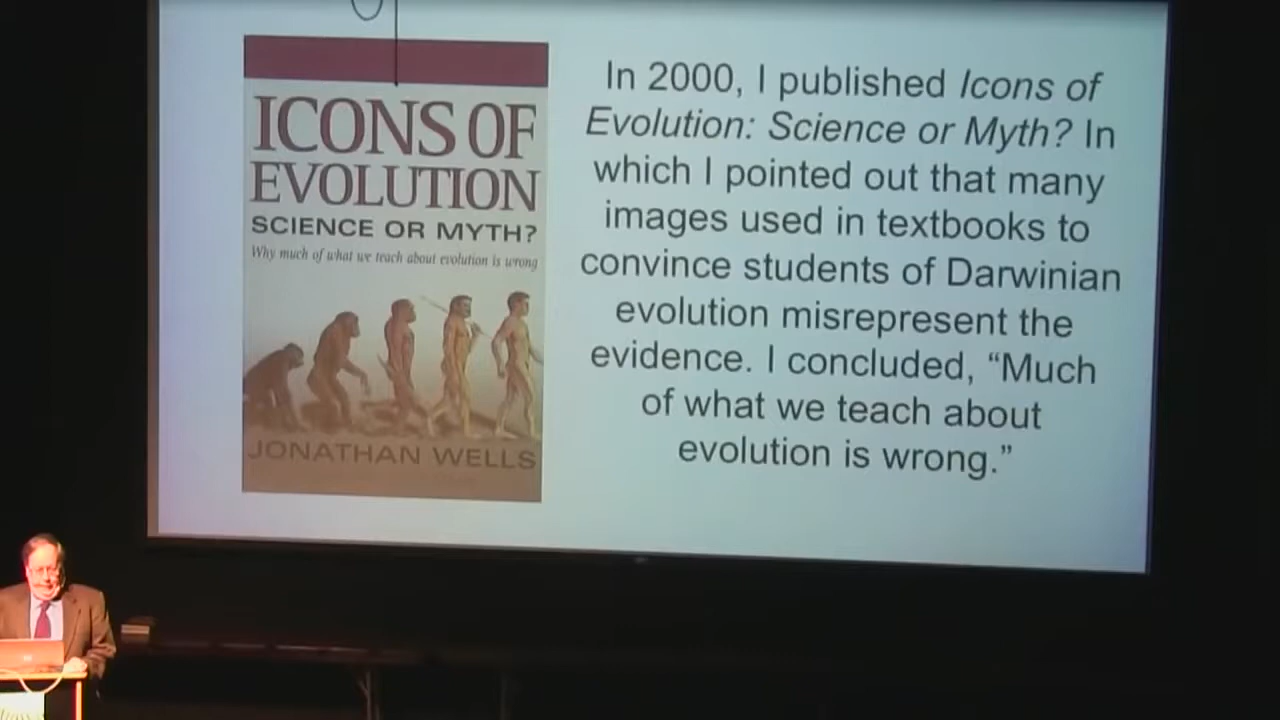 ICONS OF
EVOLUTION
SCIENCE OR MYTH?
Why much of what we teach about evolution is wrong
JONATHAN WELLS
In 2000, I published Icons of
Evolution: Science or Myth? In
which I pointed out that many
images used in textbooks to
convince students of Darwinian
evolution misrepresent the
evidence. I concluded, “Much
of what we teach about
evolution is wrong.”